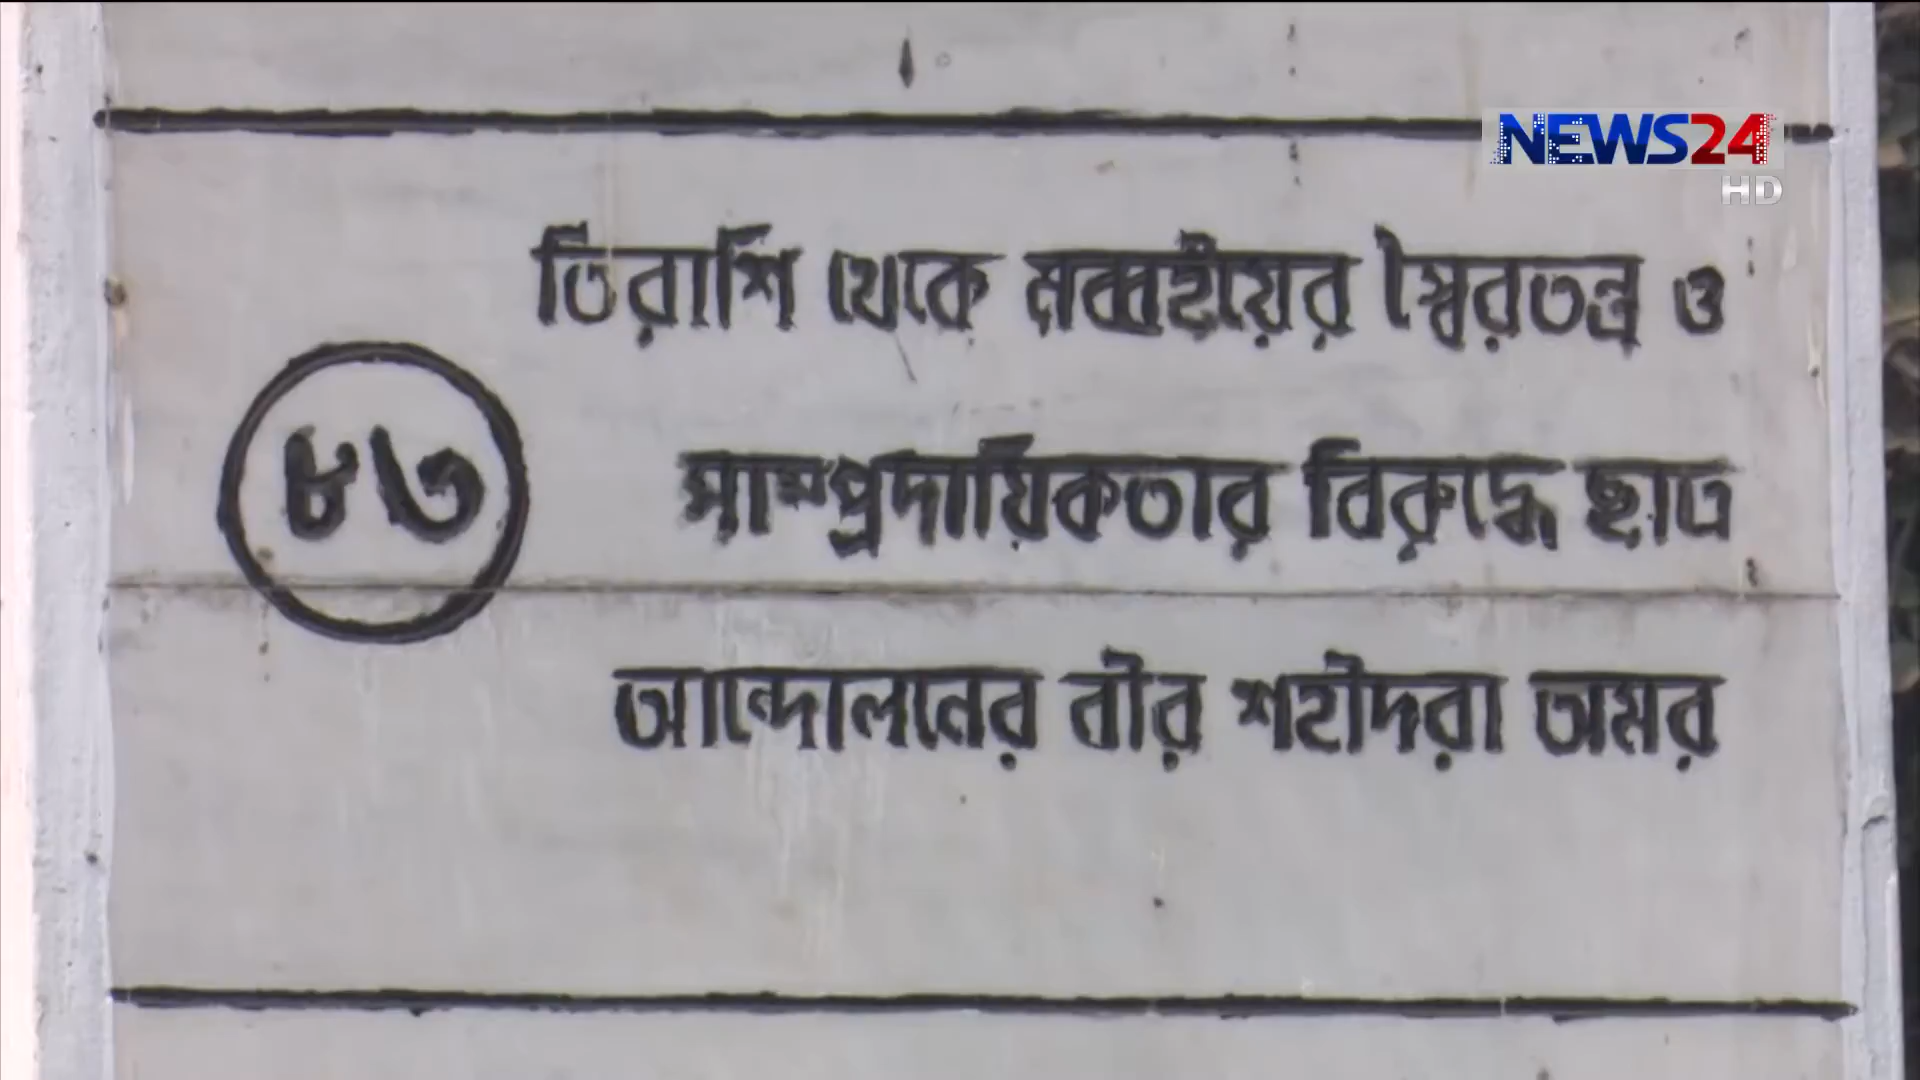 NEWS24
HD
তিরাশি থেকে নব্বইয়ের স্বৈরতন্ত্র ও
৮৩
সাম্প্রদায়িকতার বিরুদ্ধে ছাত্র
আন্দোলনের বীর শহীদরা অমর